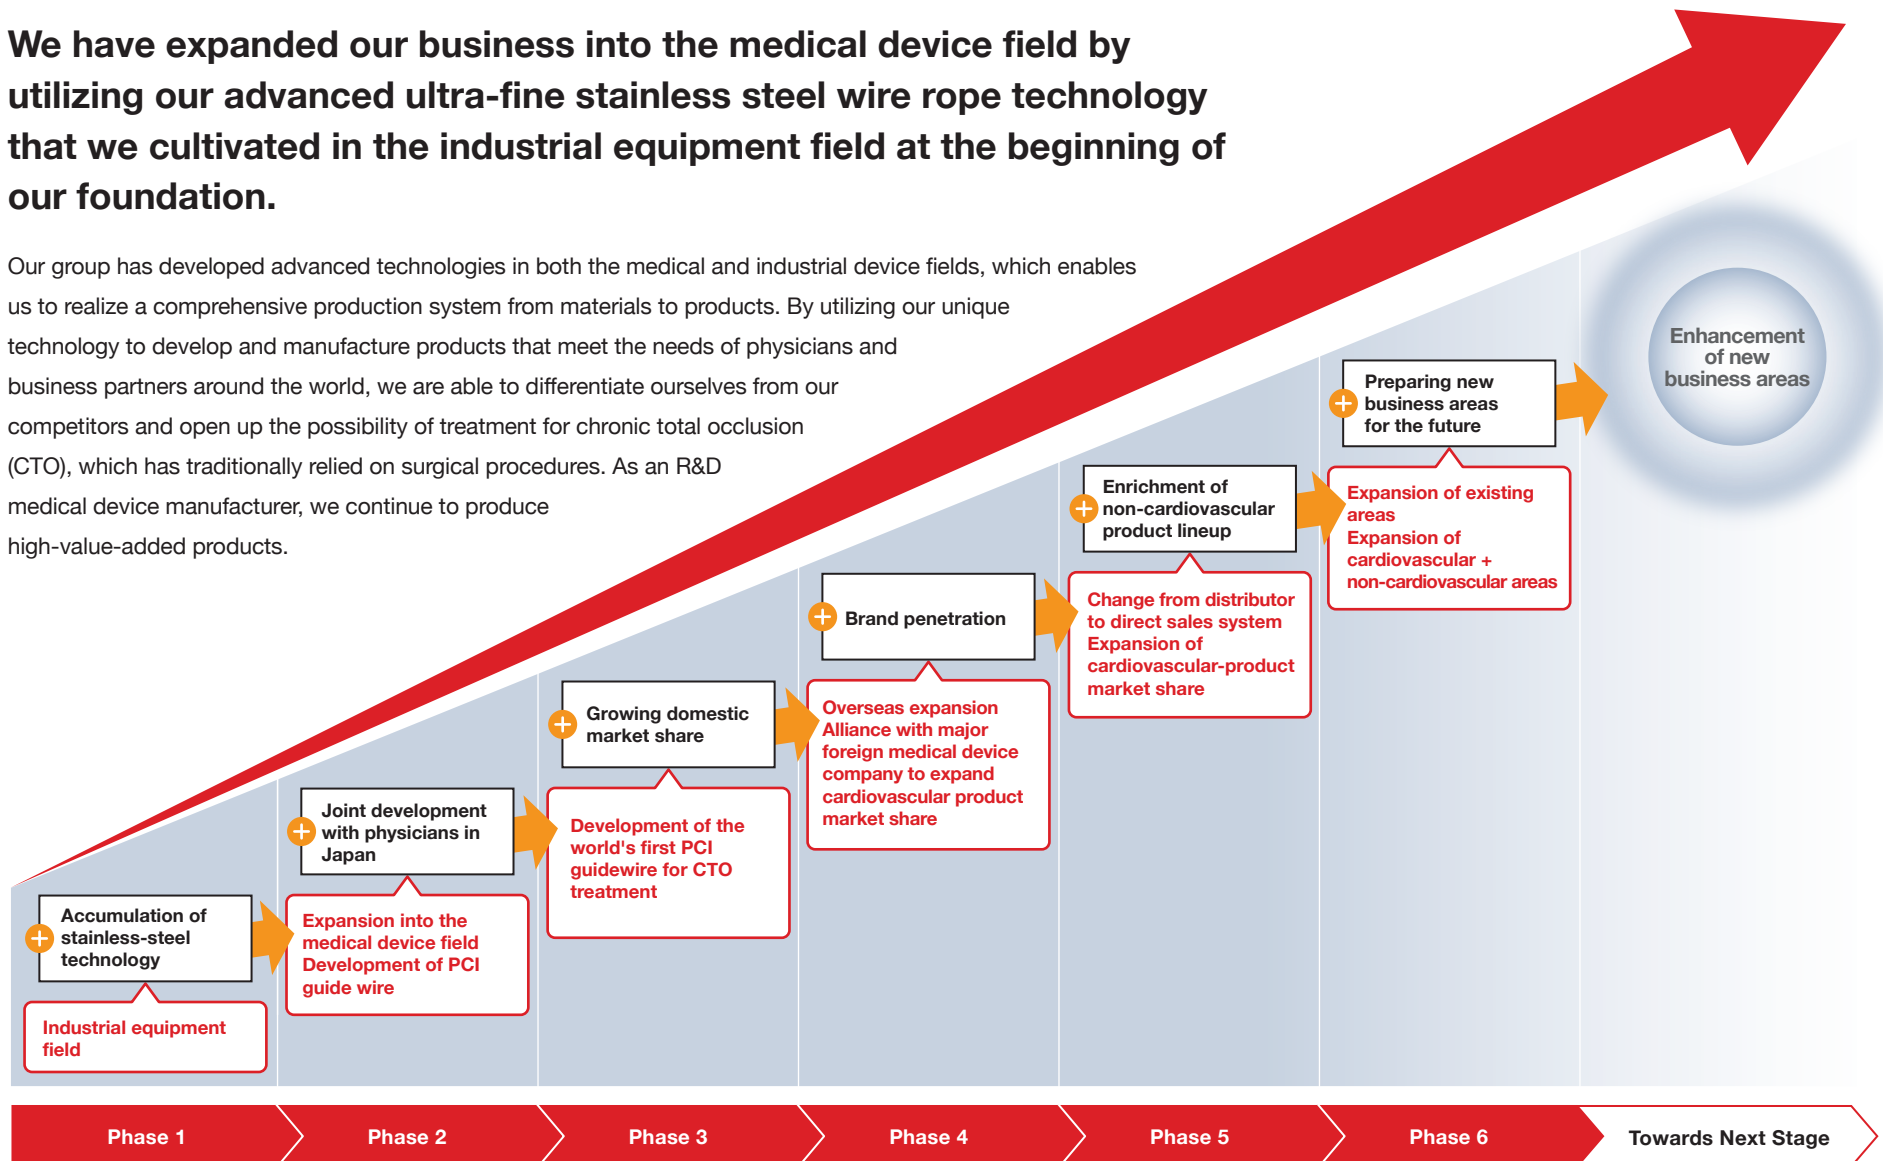 We have expanded our business into the medical device field by
utilizing our advanced ultra-fine stainless steel wire rope technology
that we cultivated in the industrial equipment field at the beginning of
our foundation.
Our group has developed advanced technologies in both the medical and industrial device fields, which enables
us to realize a comprehensive production system from materials to products. By utilizing our unique
technology to develop and manufacture products that meet the needs of physicians and
business partners around the world, we are able to differentiate ourselves from our
competitors and open up the possibility of treatment for chronic total occlusion
(CTO), which has traditionally relied on surgical procedures. As an R&D
medical device manufacturer, we continue to produce
high-value-added products.
Accumulation of
stainless-steel
technology
Industrial equipment
field
Joint development
with physicians in
Japan
Expansion into the
medical device field
Development of PCI
guide wire
Growing domestic
market share
Development of the
world's first PCI
guidewire for CTO
treatment
Brand penetration
Overseas expansion
Alliance with major
foreign medical device
company to expand
cardiovascular product
market share
Enrichment of
non-cardiovascular
product lineup
Change from distributor
to direct sales system
Expansion of
cardiovascular-product
market share
Preparing new
business areas
for the future
Expansion of existing
areas
Expansion of
cardiovascular +
non-cardiovascular areas
Enhancement
of new
business areas
Phase 1
Phase 2
Phase 3
Phase 4
Phase 5
Phase 6
Towards Next Stage